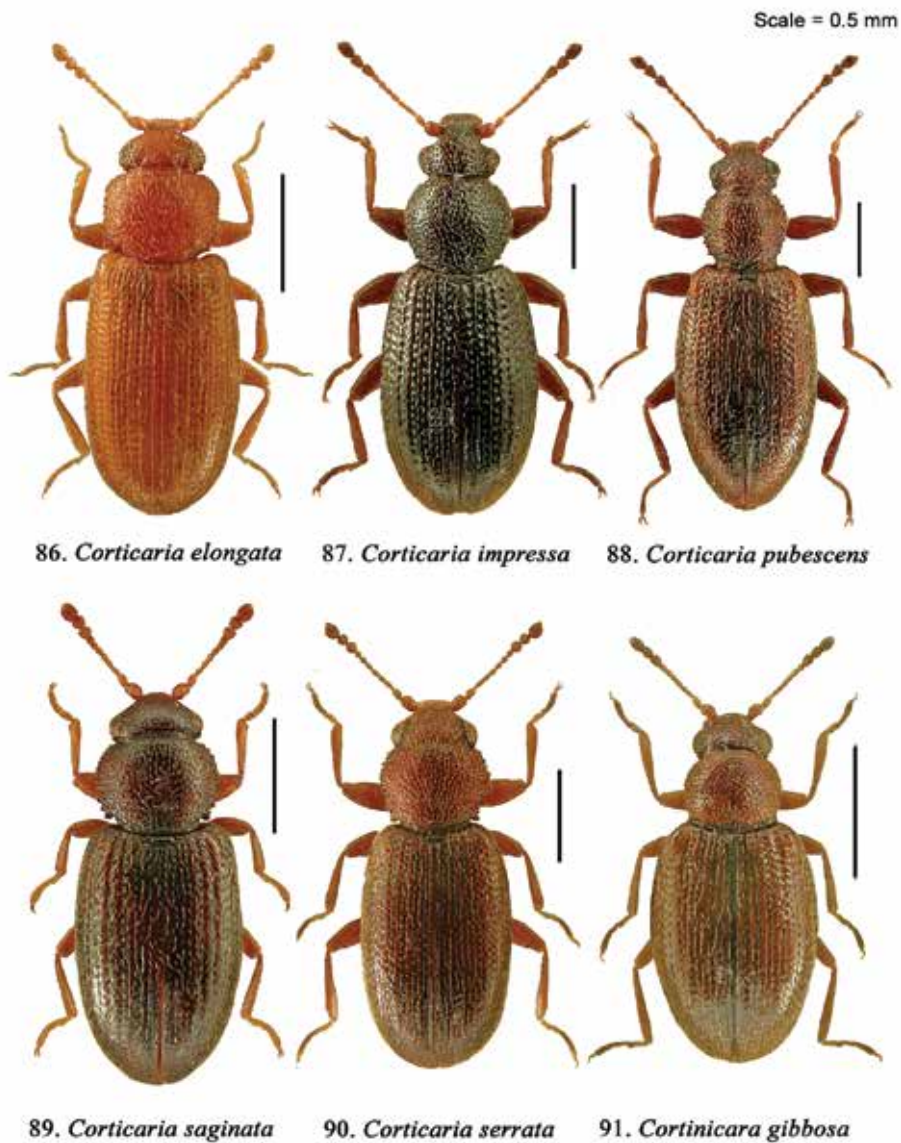 Scale = 0.5 mm
86. Corticaria elongata 87. Corticaria impressa 88. Corticaria pubescens
89. Corticaria saginata 90. Corticaria serrata 91. Cortinicara gibbosa